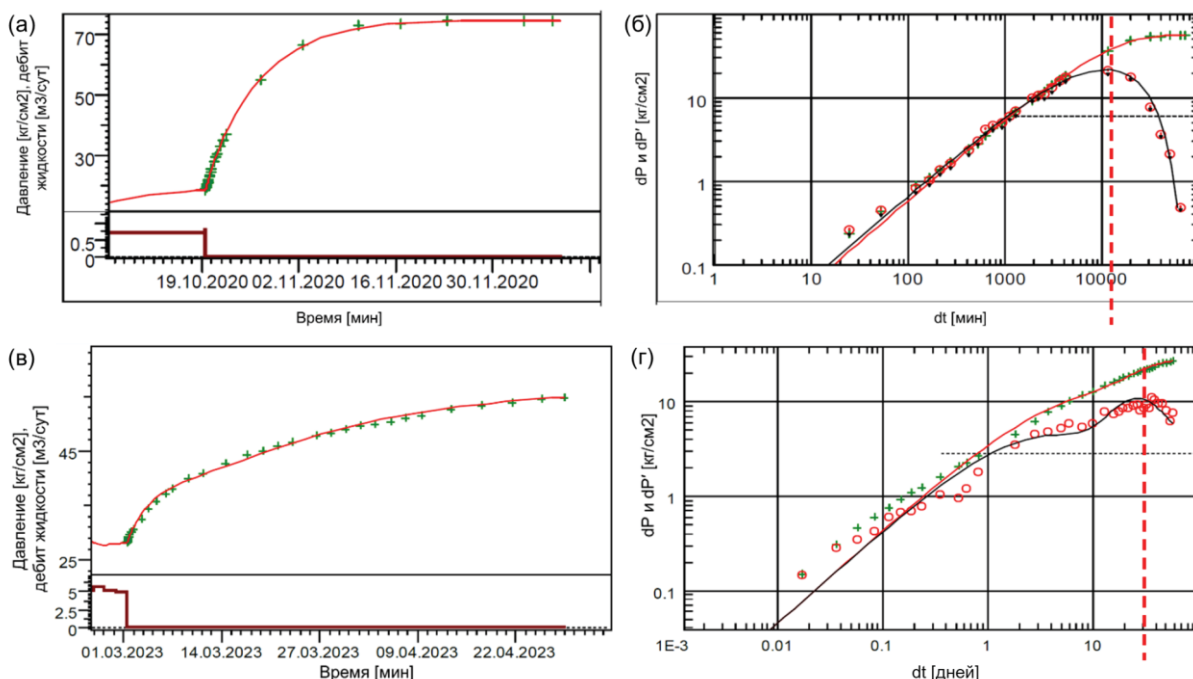 (а)
Давление [кг/см2], дебит
жидкости [м3/сут]
70
50
30
0.5
0
19.10.2020 02.11.2020 16.11.2020 30.11.2020
Время [мин]
(б)
dP и dP' [кг/см2]
10
1
0.1
1 10 100 1000 10000
dt [мин]
(в)
Давление [кг/см2],
дебит жидкости [м3/сут]
45
25
5
2.5
0
01.03.2023 14.03.2023 27.03.2023 09.04.2023 22.04.2023
Время [мин]
(г)
dP и dP' [кг/см2]
10
1
0.1
1E-3 0.01 0.1 1 10
dt [дней]